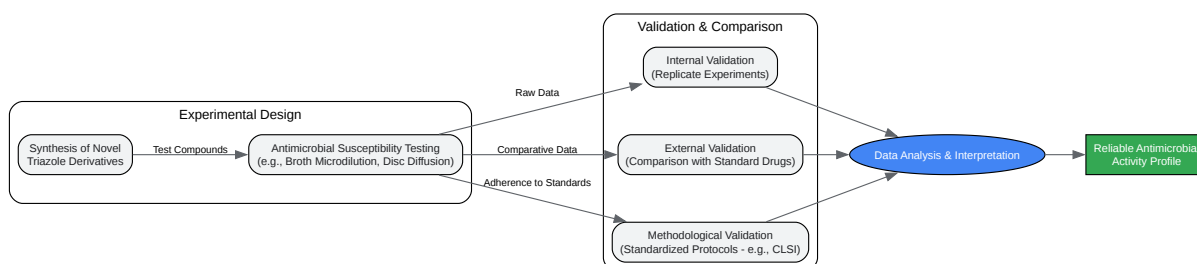 Experimental Design
Synthesis of Novel
Triazole Derivatives
Test Compounds
Antimicrobial Susceptibility Testing
(e.g., Broth Microdilution, Disc Diffusion)
Raw Data
Comparative Data
Adherence to Standards
Validation & Comparison
Internal Validation
(Replicate Experiments)
External Validation
(Comparison with Standard Drugs)
Methodological Validation
(Standardized Protocols - e.g., CLSI)
Data Analysis & Interpretation
Reliable Antimicrobial
Activity Profile